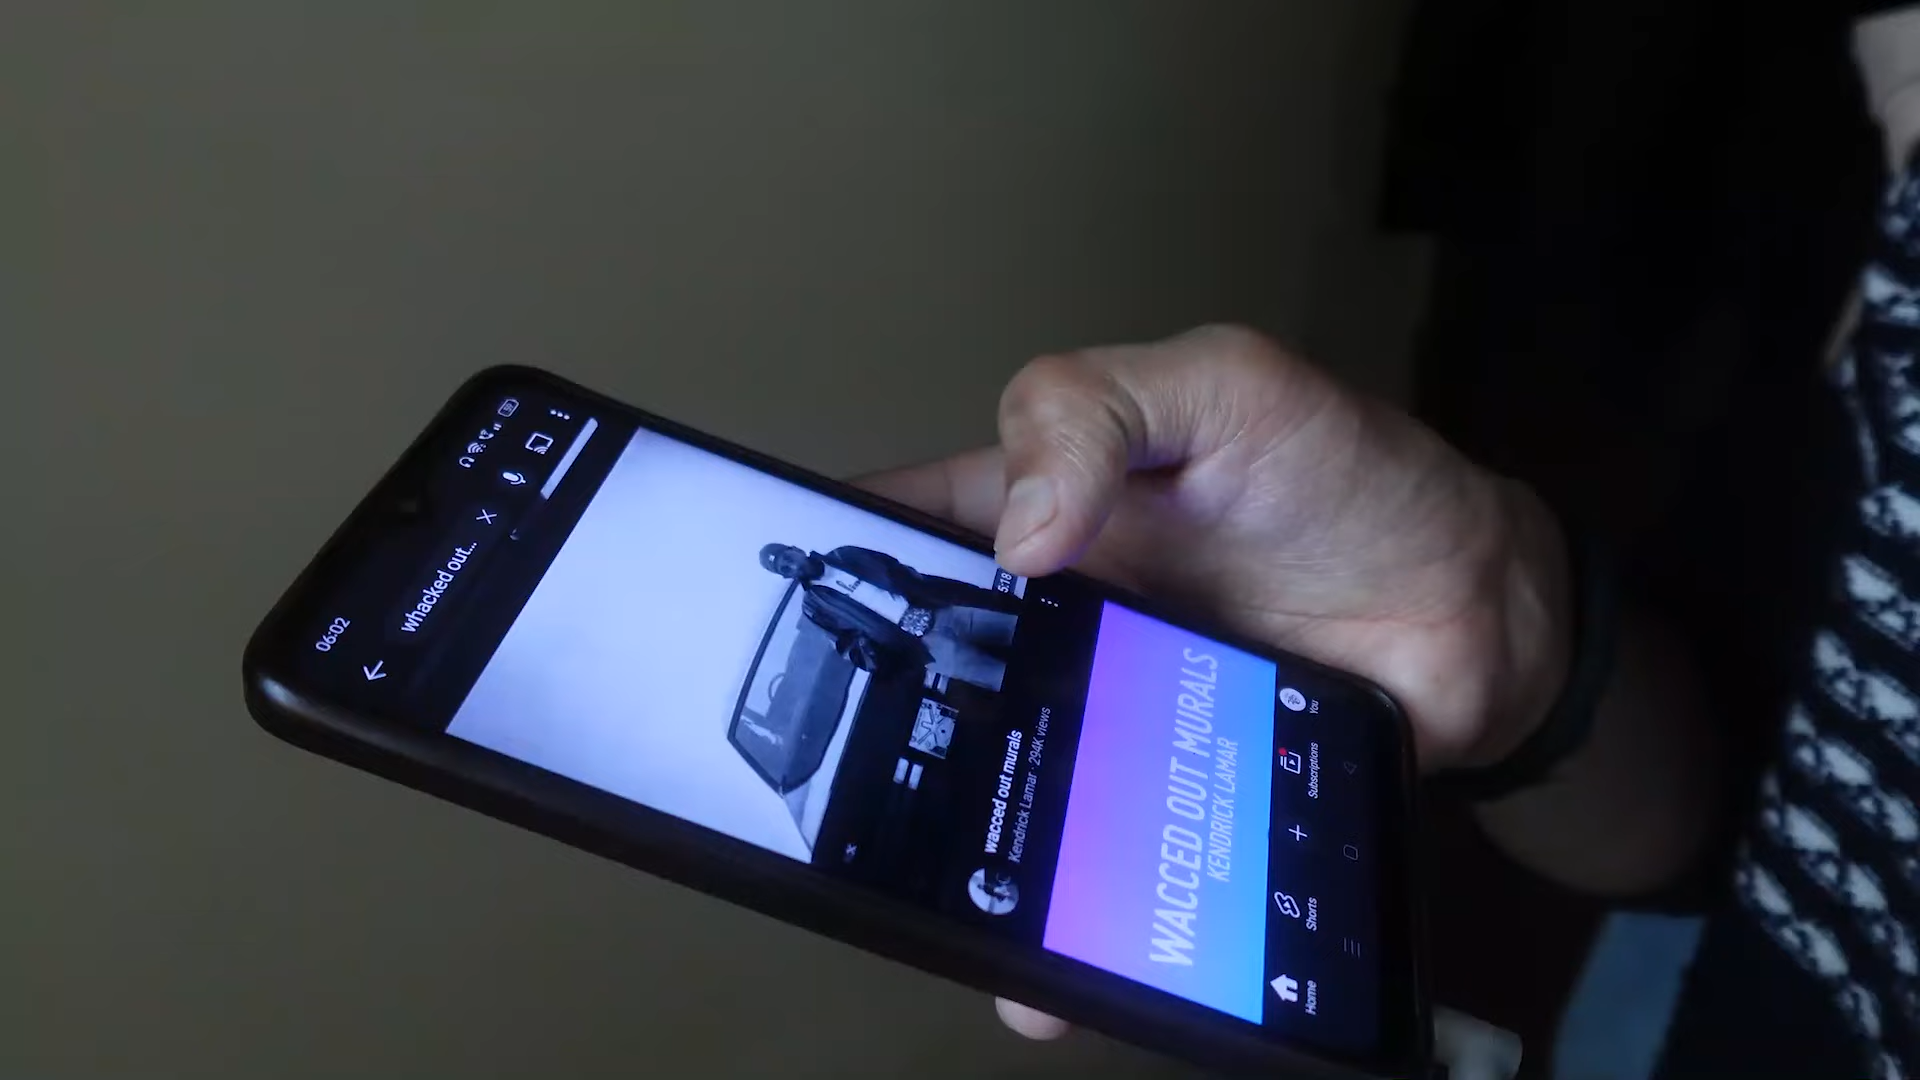 06:02
whacked out...
5:18
wacced out murals
Kendrick Lamar · 294K views
WACCED OUT MURALS
KENDRICK LAMAR
Home
Shorts
Subscriptions
You